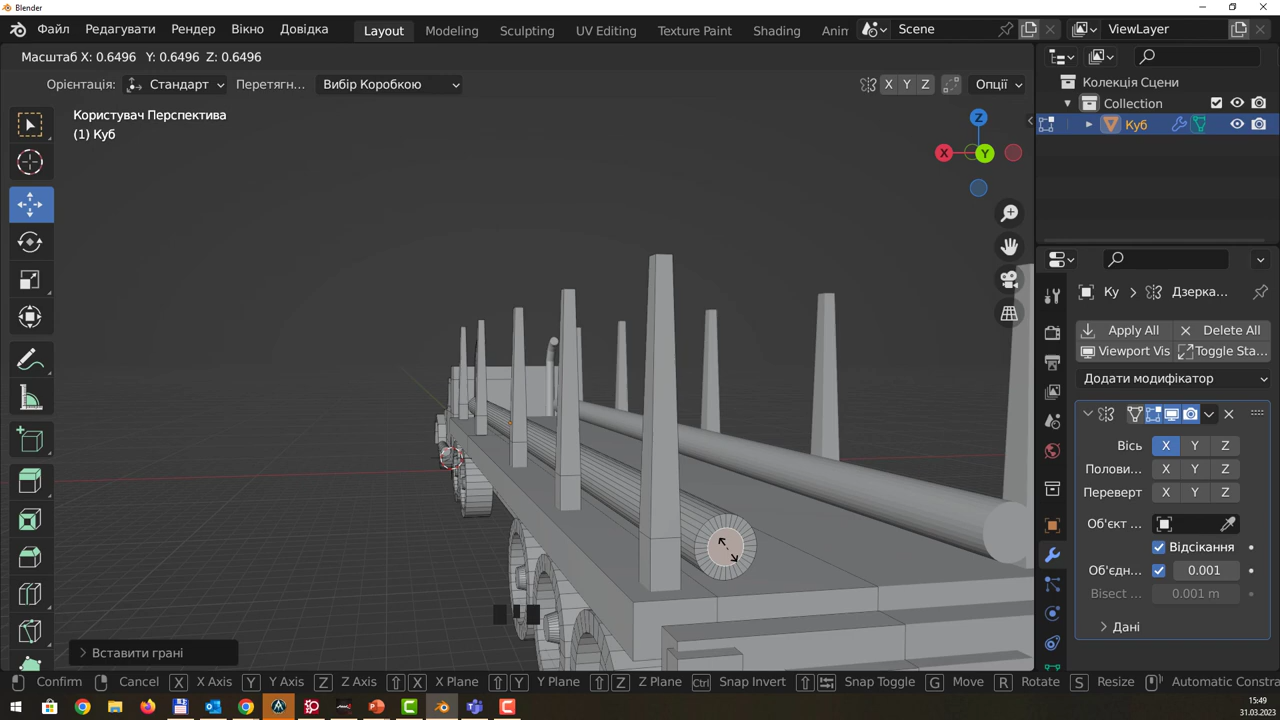 Blender
Файл Редагувати Рендер Вікно Довідка Layout Modeling Sculpting UV Editing Texture Paint Shading Anim Scene ViewLayer
Масштаб X: 0.6496 Y: 0.6496 Z: 0.6496
Орієнтація: Стандарт Перетягн... Вибір Коробкою X Y Z Опції
Користувач Перспектива
(1) Куб
Z
X Y
Колекція Сцени
Collection
Куб
Ку Дзерка...
Apply All Delete All
Viewport Vis Toggle Sta...
Додати модифікатор
Вісь X Y Z
Полови... X Y Z
Переверт X Y Z
Об'єкт ...
Відсікання
Об'єдн... 0.001
Bisect ... 0.001 m
Дані
Вставити грані
Confirm Cancel X X Axis Y Y Axis Z Z Axis X X Plane Y Y Plane Z Z Plane Ctrl Snap Invert Snap Toggle G Move R Rotate S Resize Automatic Constra
15:49
31.03.2023